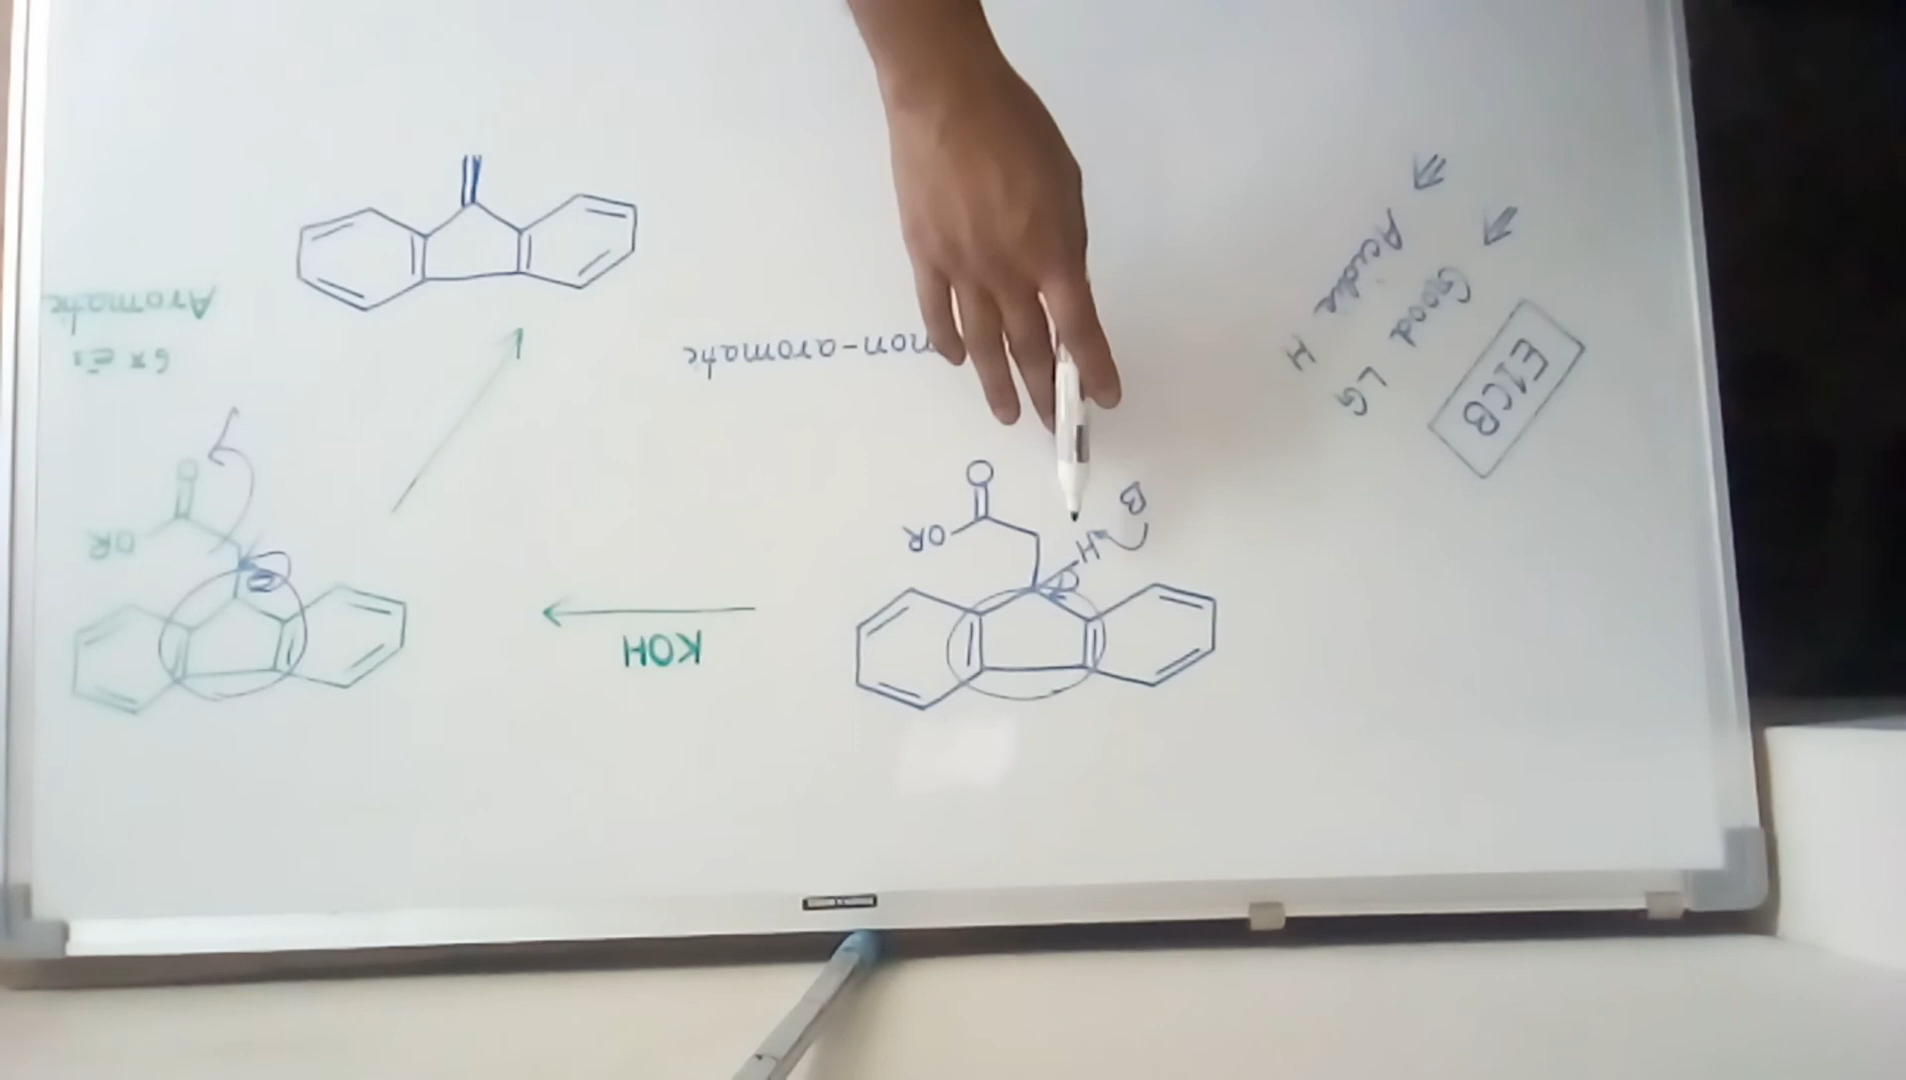 KOH
H
OR
OR
B
O
O
E1CB
⇒ Good LG
⇒ Acidic H
non-aromatic
6π e⁻s
Aromatic